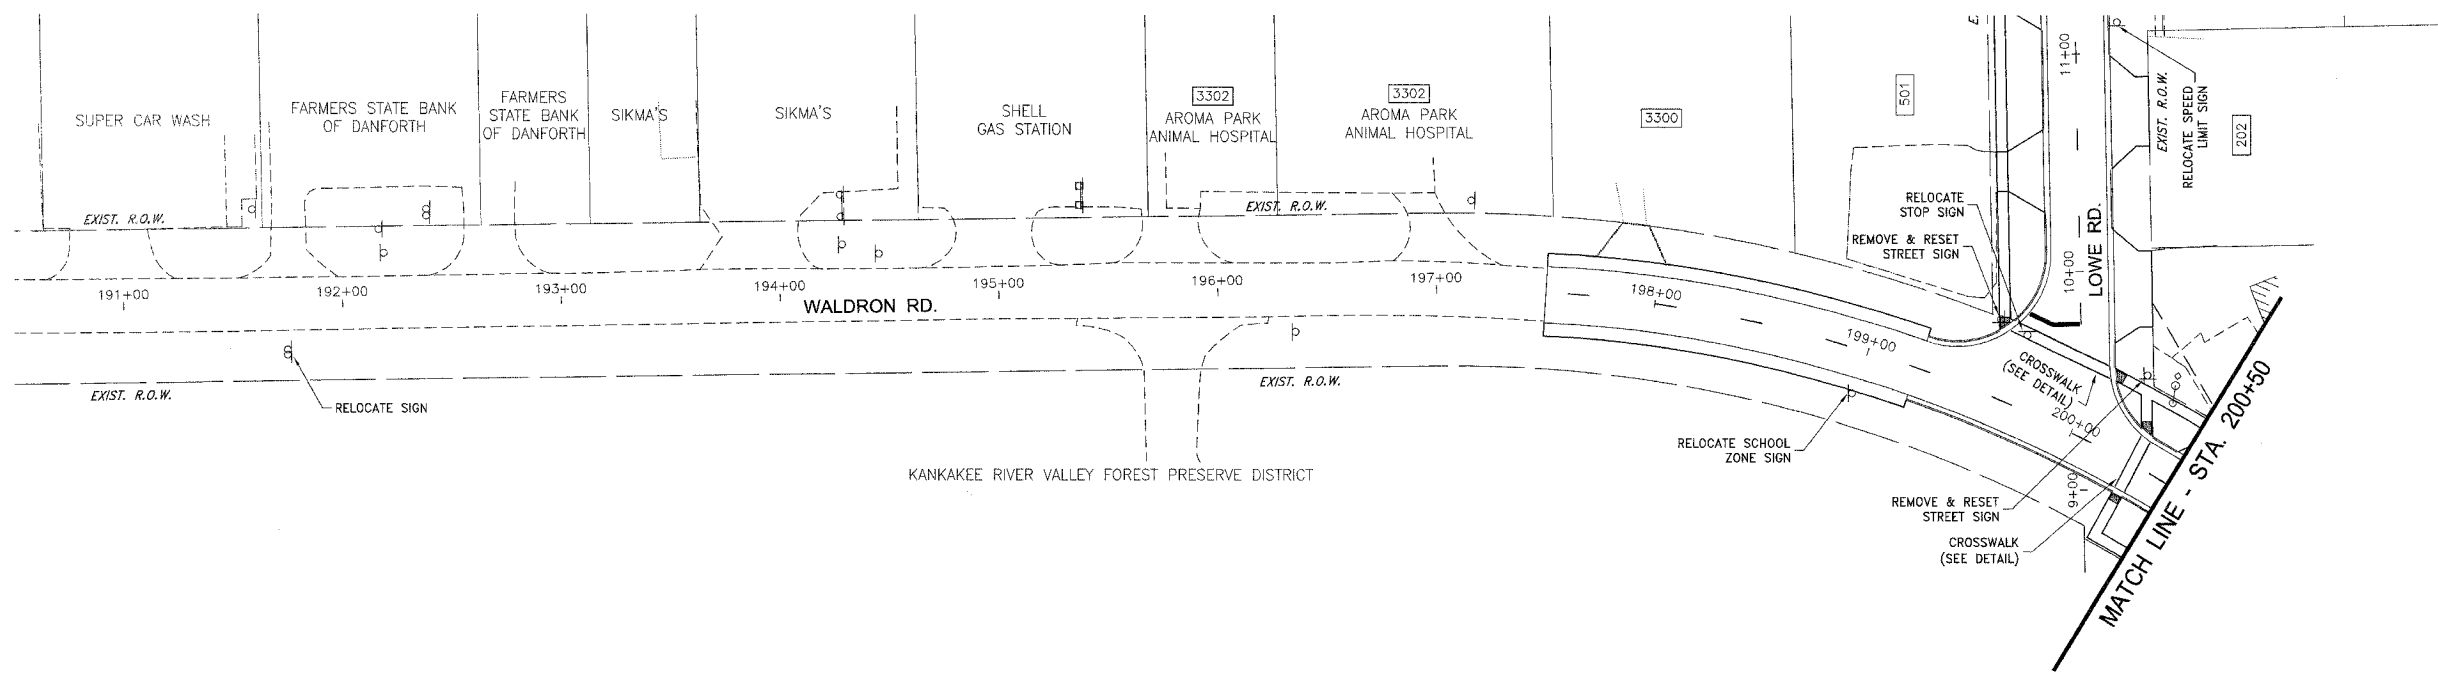 SUPER CAR WASH
FARMERS STATE BANK
OF DANFORTH
FARMERS
STATE BANK
OF DANFORTH
SIKMA'S
SIKMA'S
SHELL
GAS STATION
3302
AROMA PARK
ANIMAL HOSPITAL
3302
AROMA PARK
ANIMAL HOSPITAL
3300
501
11+00
EXIST. R.O.W.
RELOCATE SPEED
LIMIT SIGN
202
EXIST. R.O.W.
EXIST. R.O.W.
RELOCATE
STOP SIGN
REMOVE & RESET
STREET SIGN
10+00
LOWE RD.
191+00
192+00
193+00
194+00
195+00
196+00
197+00
198+00
199+00
WALDRON RD.
CROSSWALK
(SEE DETAIL)
200+00
EXIST. R.O.W.
RELOCATE SIGN
EXIST. R.O.W.
RELOCATE SCHOOL
ZONE SIGN
KANKAKEE RIVER VALLEY FOREST PRESERVE DISTRICT
9+00
REMOVE & RESET
STREET SIGN
CROSSWALK
(SEE DETAIL)
MATCH LINE - STA. 200+50